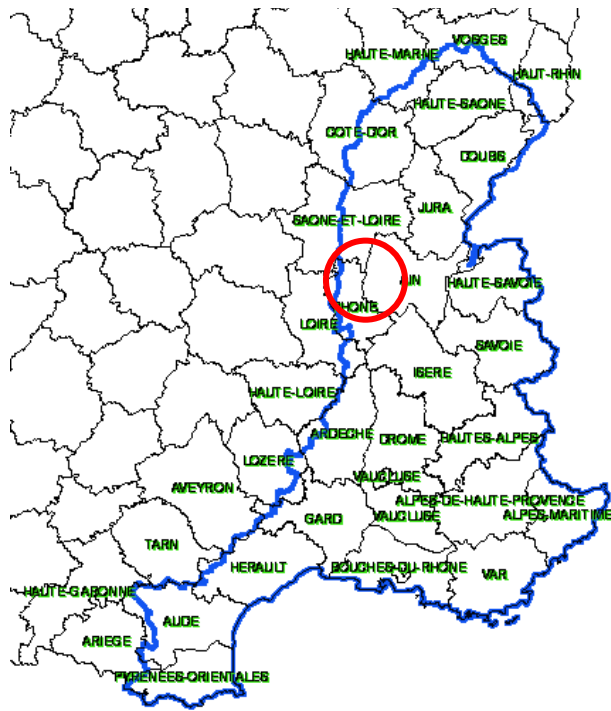 VOSGES
HAUTE-MARNE
HAUT-RHIN
HAUTE-SAONE
COTE-D'OR
DOUBS
JURA
SAONE-ET-LOIRE
AIN
HAUTE-SAVOIE
RHONE
LOIRE
SAVOIE
ISERE
HAUTE-LOIRE
ARDECHE
DROME
HAUTES-ALPES
LOZERE
VAUCLUSE
AVEYRON
ALPES-DE-HAUTE-PROVENCE
GARD
VAUCLUSE
ALPES-MARITIME
TARN
HERAULT
BOUCHES-DU-RHONE
VAR
HAUTE-GARONNE
AUDE
ARIEGE
PYRENEES-ORIENTALES